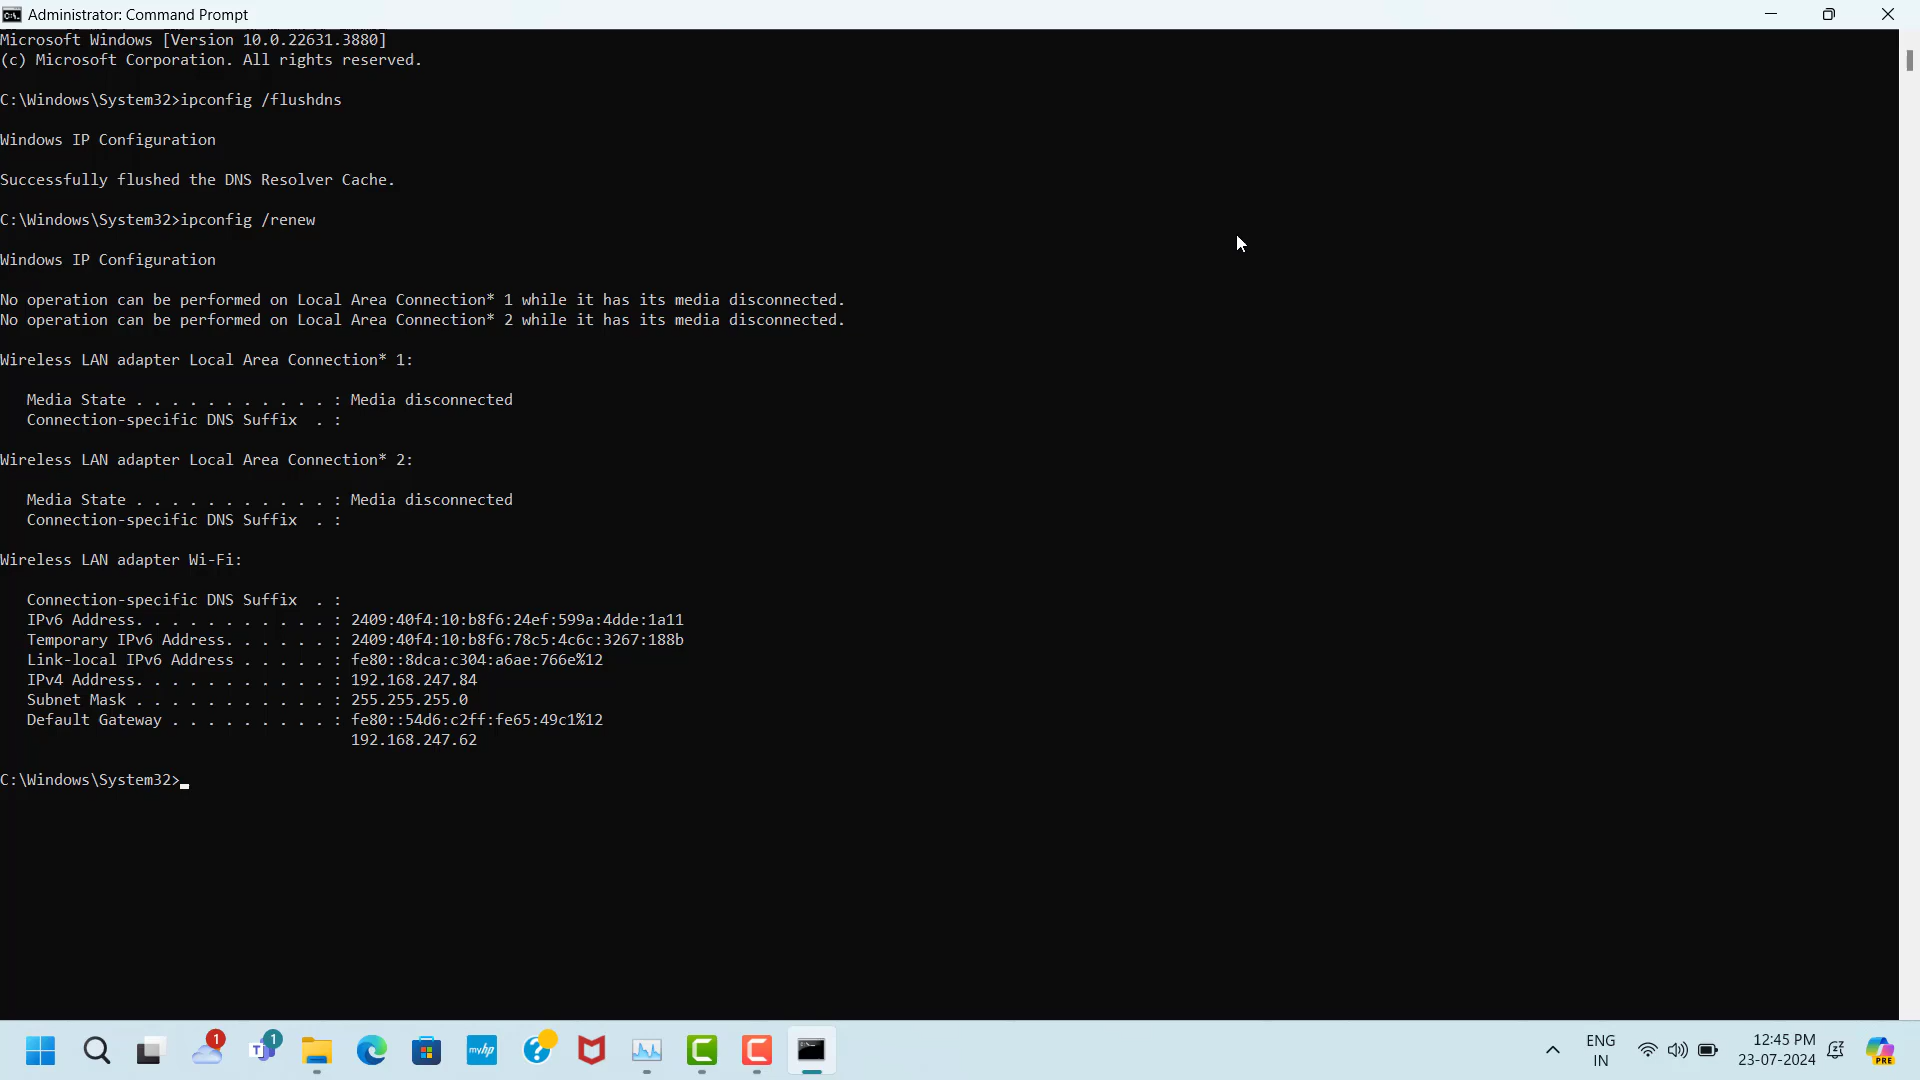 Administrator: Command Prompt
Microsoft Windows [Version 10.0.22631.3880]
(c) Microsoft Corporation. All rights reserved.
C:\Windows\System32>ipconfig /flushdns
Windows IP Configuration
Successfully flushed the DNS Resolver Cache.
C:\Windows\System32>ipconfig /renew
Windows IP Configuration
No operation can be performed on Local Area Connection* 1 while it has its media disconnected.
No operation can be performed on Local Area Connection* 2 while it has its media disconnected.
Wireless LAN adapter Local Area Connection* 1:
   Media State . . . . . . . . . . . : Media disconnected
   Connection-specific DNS Suffix  . :
Wireless LAN adapter Local Area Connection* 2:
   Media State . . . . . . . . . . . : Media disconnected
   Connection-specific DNS Suffix  . :
Wireless LAN adapter Wi-Fi:
   Connection-specific DNS Suffix  . :
   IPv6 Address. . . . . . . . . . . : 2409:40f4:10:b8f6:24ef:599a:4dde:1a11
   Temporary IPv6 Address. . . . . . : 2409:40f4:10:b8f6:78c5:4c6c:3267:188b
   Link-local IPv6 Address . . . . . : fe80::8dca:c304:a6ae:766e%12
   IPv4 Address. . . . . . . . . . . : 192.168.247.84
   Subnet Mask . . . . . . . . . . . : 255.255.255.0
   Default Gateway . . . . . . . . . : fe80::54d6:c2ff:fe65:49c1%12
                                       192.168.247.62
C:\Windows\System32>
1
1
T
myhp
?
C
C
ENG
IN
12:45 PM
23-07-2024
PRE